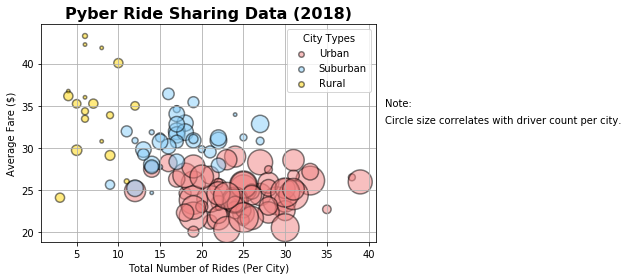 Pyber Ride Sharing Data (2018)
City Types
Urban
Suburban
Rural
Average Fare ($)
40
35
30
25
20
5
10
15
20
25
30
35
40
Total Number of Rides (Per City)
Note:
Circle size correlates with driver count per city.